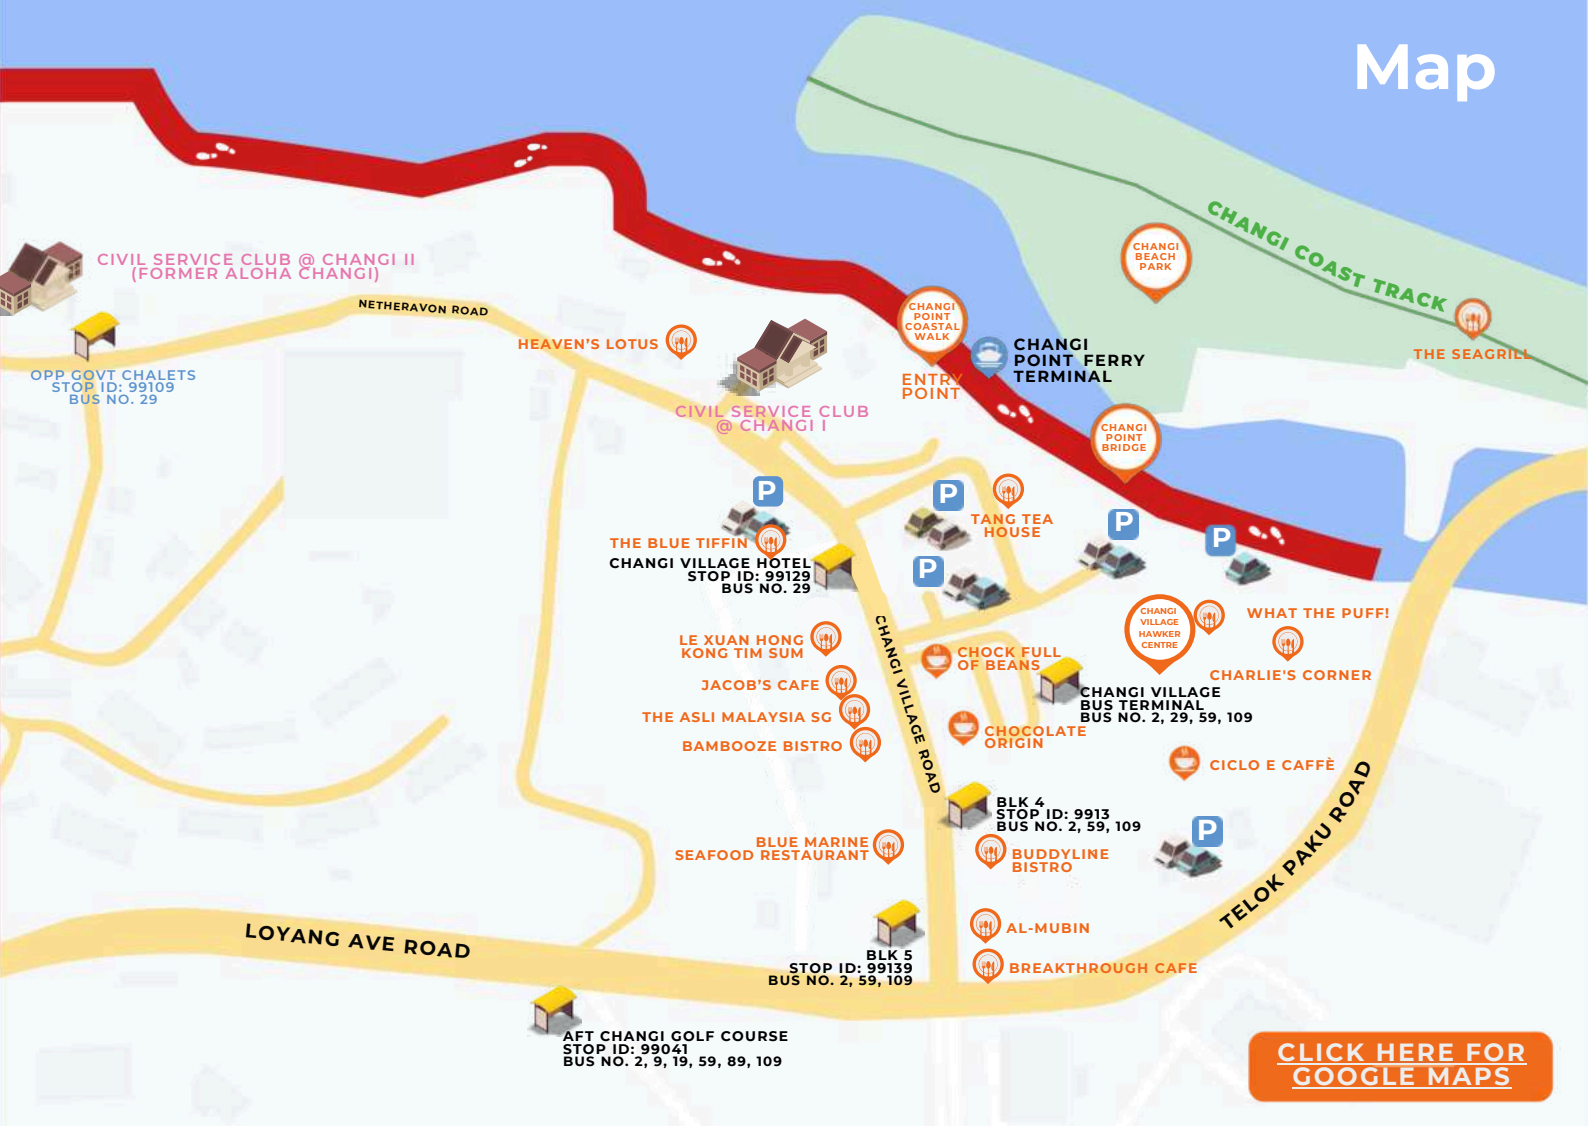 Map
CHANGI COAST TRACK
CHANGI
BEACH
PARK
THE SEAGRILL
CIVIL SERVICE CLUB @ CHANGI II
(FORMER ALOHA CHANGI)
NETHERAVON ROAD
OPP GOVT CHALETS
STOP ID: 99109
BUS NO. 29
HEAVEN'S LOTUS
CIVIL SERVICE CLUB
@ CHANGI I
CHANGI
POINT
COASTAL
WALK
ENTRY
POINT
CHANGI
POINT FERRY
TERMINAL
CHANGI
POINT
BRIDGE
P
P
P
P
P
TANG TEA
HOUSE
THE BLUE TIFFIN
CHANGI VILLAGE HOTEL
STOP ID: 99129
BUS NO. 29
CHANGI VILLAGE ROAD
LE XUAN HONG
KONG TIM SUM
JACOB'S CAFE
THE ASLI MALAYSIA SG
BAMBOOZE BISTRO
CHOCK FULL
OF BEANS
CHOCOLATE
ORIGIN
CHANGI
VILLAGE
HAWKER
CENTRE
WHAT THE PUFF!
CHARLIE'S CORNER
CHANGI VILLAGE
BUS TERMINAL
BUS NO. 2, 29, 59, 109
CICLO E CAFFÈ
BLK 4
STOP ID: 9913
BUS NO. 2, 59, 109
P
BLUE MARINE
SEAFOOD RESTAURANT
BUDDYLINE
BISTRO
TELOK PAKU ROAD
AL-MUBIN
BREAKTHROUGH CAFE
BLK 5
STOP ID: 99139
BUS NO. 2, 59, 109
LOYANG AVE ROAD
AFT CHANGI GOLF COURSE
STOP ID: 99041
BUS NO. 2, 9, 19, 59, 89, 109
CLICK HERE FOR
GOOGLE MAPS